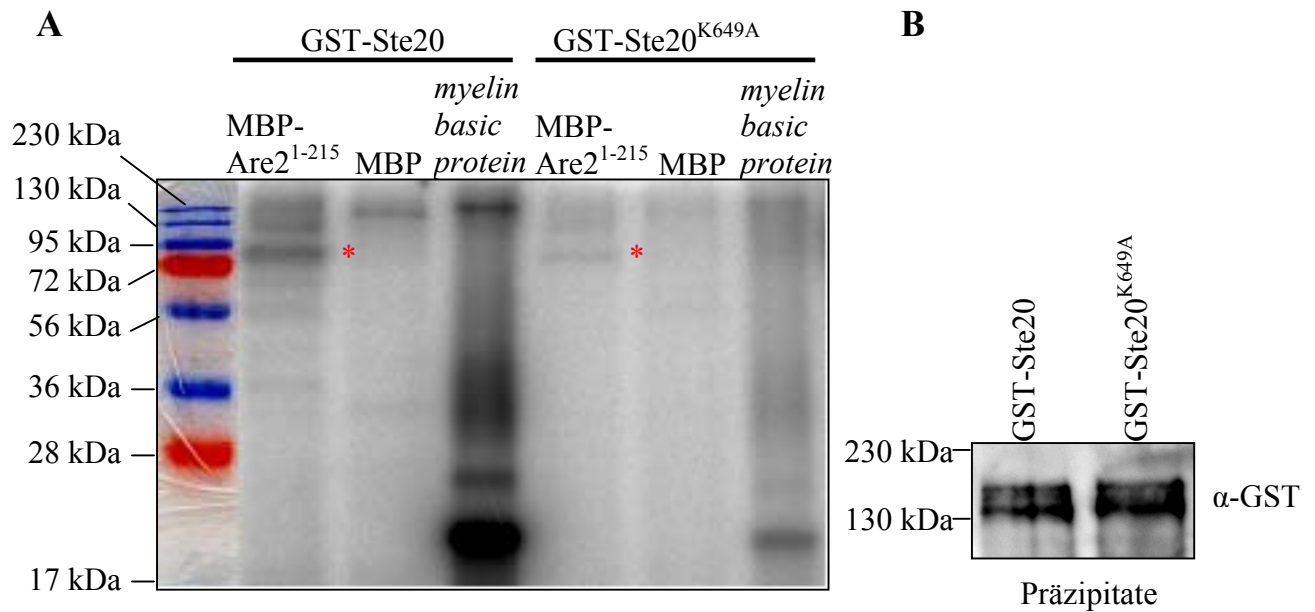 A
B
GST-Ste20
GST-Ste20K649A
MBP-
Are21-215
MBP
myelin
basic
protein
MBP-
Are21-215
MBP
myelin
basic
protein
230 kDa
130 kDa
95 kDa
72 kDa
56 kDa
36 kDa
28 kDa
17 kDa
*
*
GST-Ste20
GST-Ste20K649A
230 kDa
130 kDa
α-GST
Präzipitate